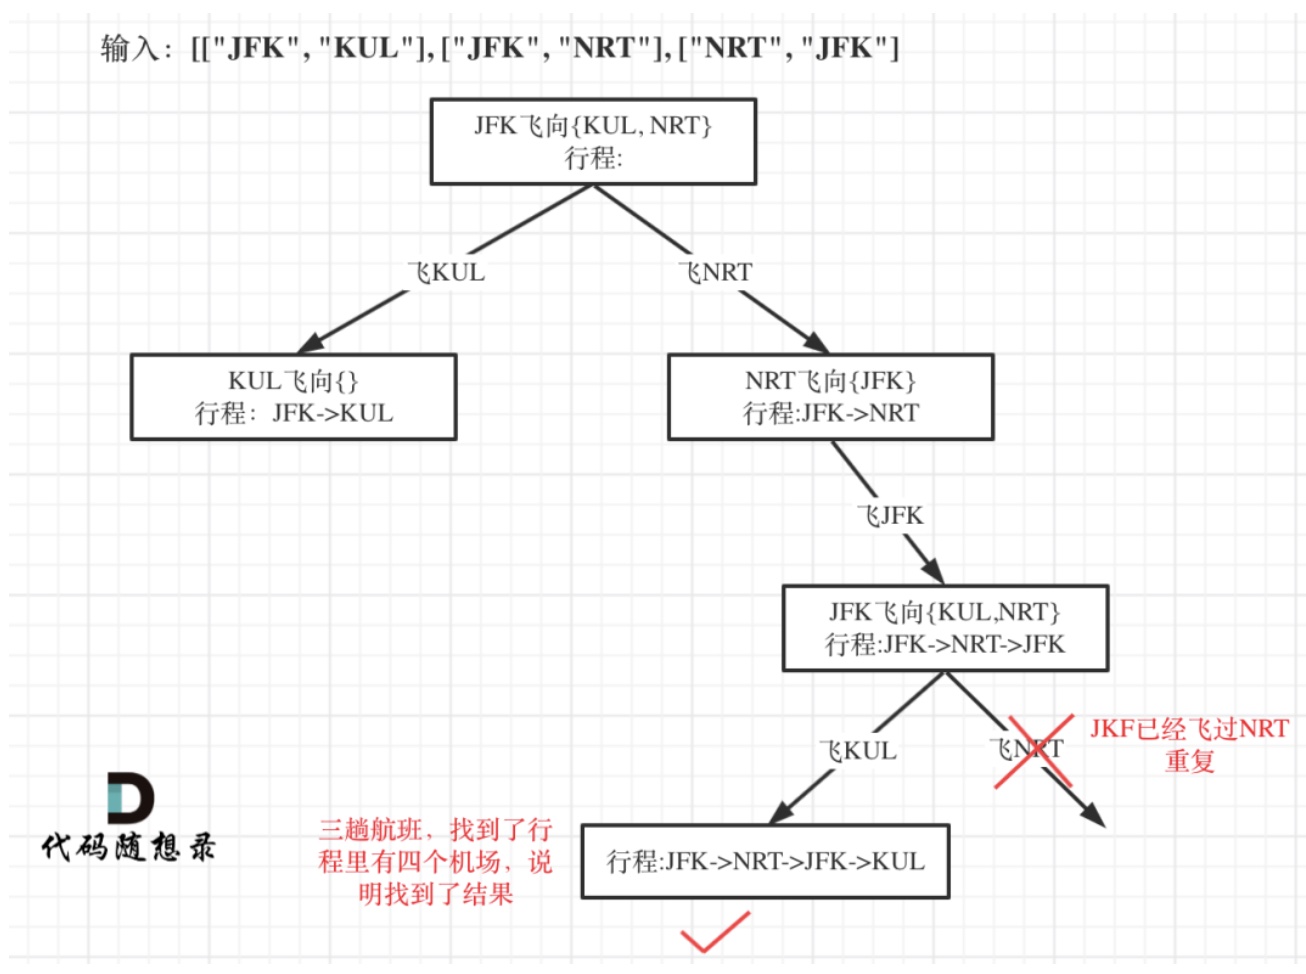 输入：[["JFK", "KUL"], ["JFK", "NRT"], ["NRT", "JFK"]
JFK飞向{KUL, NRT}
行程:
飞KUL
飞NRT
KUL飞向{}
行程：JFK->KUL
NRT飞向{JFK}
行程:JFK->NRT
飞JFK
JFK飞向{KUL,NRT}
行程:JFK->NRT->JFK
飞KUL
飞NRT
JKF已经飞过NRT
重复
三趟航班，找到了行
程里有四个机场，说
明找到了结果
行程:JFK->NRT->JFK->KUL
代码随想录